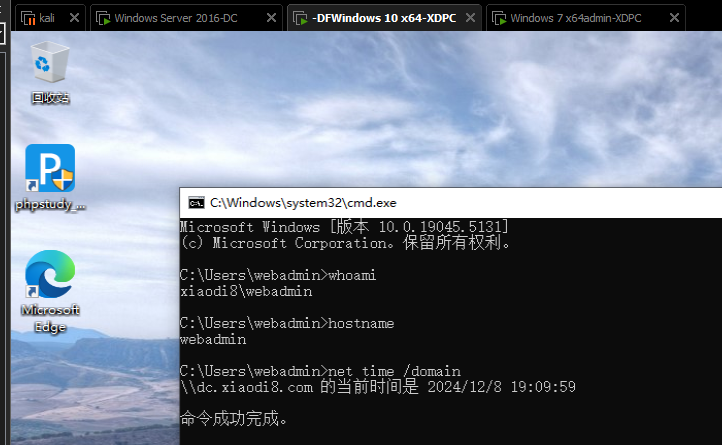 kali
Windows Server 2016-DC
-DFWindows 10 x64-XDPC
Windows 7 x64admin-XDPC
回收站
phpstudy_...
Microsoft
Edge
C:\Windows\system32\cmd.exe
Microsoft Windows [版本 10.0.19045.5131]
(c) Microsoft Corporation。保留所有权利。
C:\Users\webadmin>whoami
xiaodi8\webadmin
C:\Users\webadmin>hostname
webadmin
C:\Users\webadmin>net time /domain
\\dc.xiaodi8.com 的当前时间是 2024/12/8 19:09:59
命令成功完成。